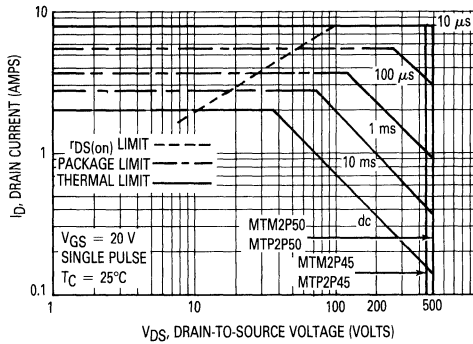 10
10 μs
100 μs
1 ms
10 ms
dc
1
0.1
I_D, DRAIN CURRENT (AMPS)
rDS(on) LIMIT
PACKAGE LIMIT
THERMAL LIMIT
VGS = 20 V
SINGLE PULSE
TC = 25°C
MTM2P50
MTP2P50
MTM2P45
MTP2P45
1 10 100 200 500
VDS, DRAIN-TO-SOURCE VOLTAGE (VOLTS)